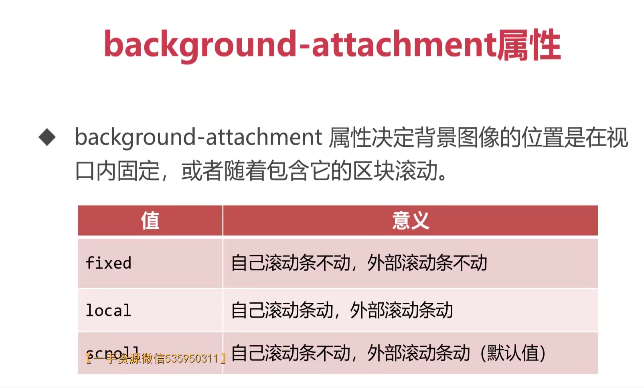 background-attachment属性
◆ background-attachment 属性决定背景图像的位置是在视
口内固定，或者随着包含它的区块滚动。
值 意义
fixed 自己滚动条不动，外部滚动条不动
local 自己滚动条动，外部滚动条动
scroll 自己滚动条不动，外部滚动条动（默认值）
【一手资源微信535950311】